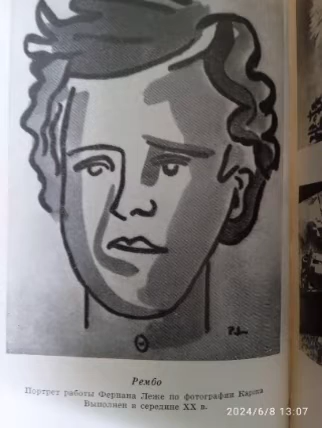 Рембо
Портрет работы Фернана Леже по фотографии Каржа
Выполнен в середине XX в.
2024/6/8 13:07